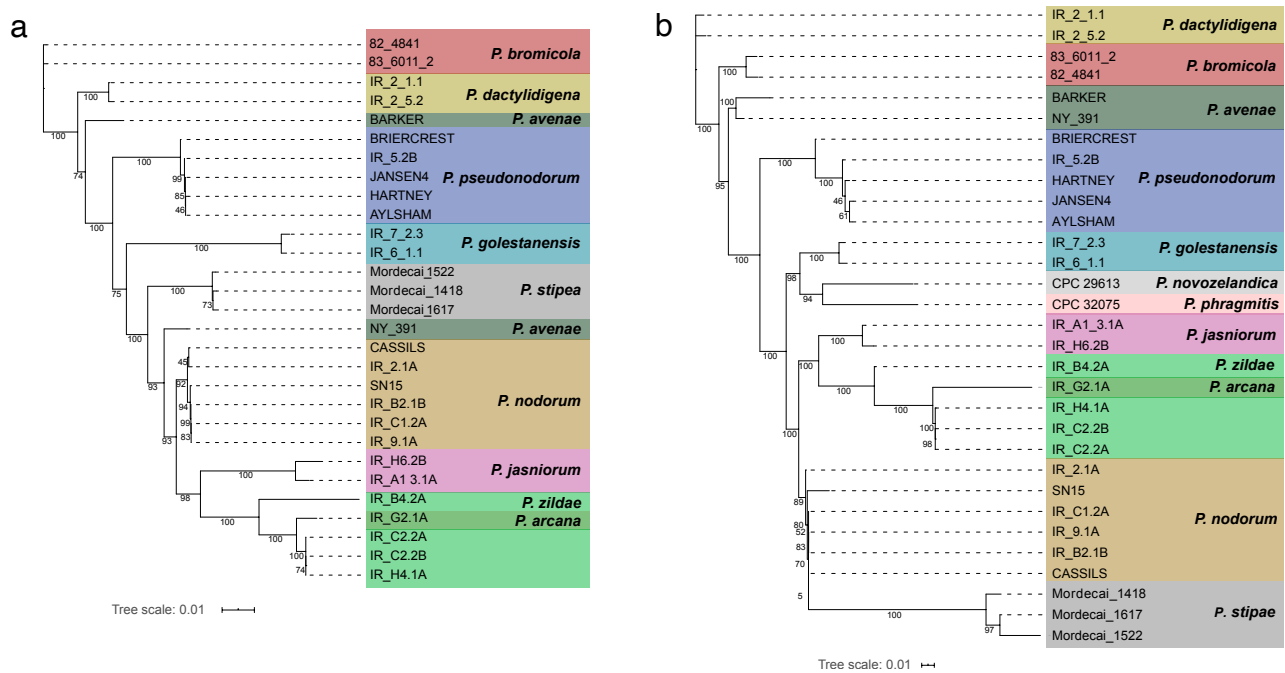 a
82_4841
83_6011_2
P. bromicola
IR_2_1.1
IR_2_5.2
P. dactylidigena
BARKER
P. avenae
BRIERCREST
IR_5.2B
JANSEN4
HARTNEY
AYLSHAM
P. pseudonodorum
IR_7_2.3
IR_6_1.1
P. golestanensis
Mordecai_1522
Mordecai_1418
Mordecai_1617
P. stipea
NY_391
P. avenae
CASSILS
IR_2.1A
SN15
IR_B2.1B
IR_C1.2A
IR_9.1A
P. nodorum
IR_H6.2B
IR_A1 3.1A
P. jasniorum
IR_B4.2A
P. zildae
IR_G2.1A
P. arcana
IR_C2.2A
IR_C2.2B
IR_H4.1A
100
100
74
100
99
85
46
100
100
75
100
73
93
45
92
94
99
83
93
100
98
100
100
74
Tree scale: 0.01
b
IR_2_1.1
IR_2_5.2
P. dactylidigena
83_6011_2
82_4841
P. bromicola
BARKER
NY_391
P. avenae
BRIERCREST
IR_5.2B
HARTNEY
JANSEN4
AYLSHAM
P. pseudonodorum
IR_7_2.3
IR_6_1.1
P. golestanensis
CPC 29613
P. novozelandica
CPC 32075
P. phragmitis
IR_A1_3.1A
IR_H6.2B
P. jasniorum
IR_B4.2A
P. zildae
IR_G2.1A
P. arcana
IR_H4.1A
IR_C2.2B
IR_C2.2A
IR_2.1A
SN15
IR_C1.2A
IR_9.1A
IR_B2.1B
CASSILS
P. nodorum
Mordecai_1418
Mordecai_1617
Mordecai_1522
P. stipae
100
100
95
100
100
46
61
100
100
98
94
100
100
100
100
100
98
100
89
80
52
83
70
5
100
97
Tree scale: 0.01